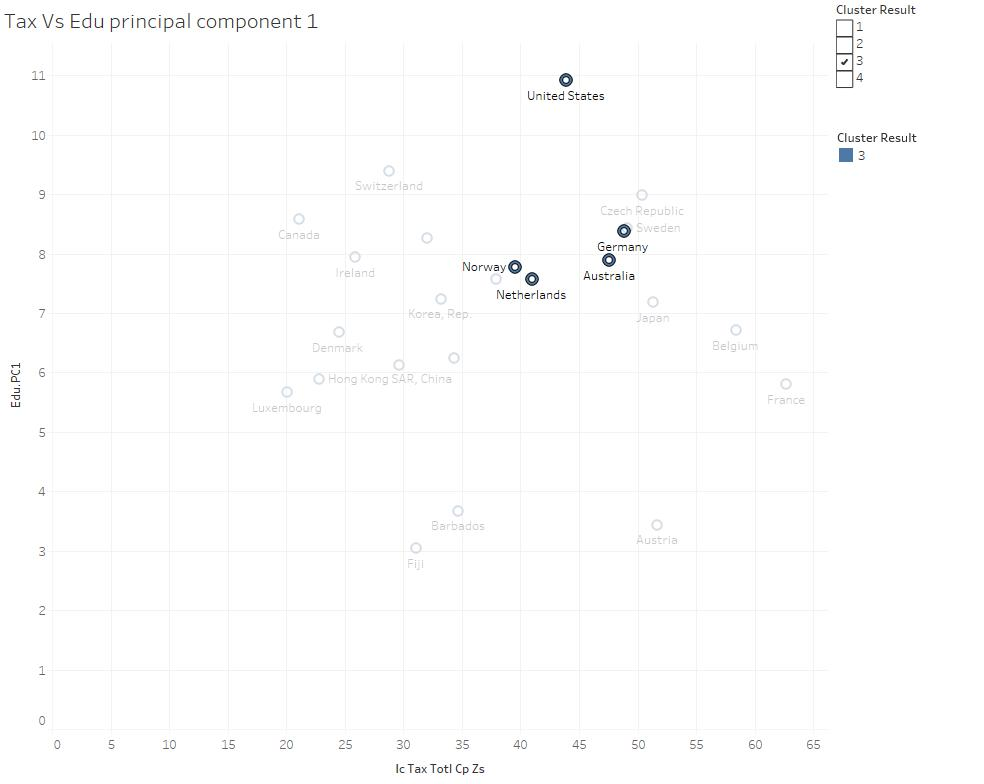 Tax Vs Edu principal component 1
Cluster Result
1
2
3
4
Cluster Result
3
11
10
9
8
7
6
5
4
3
2
1
0
Edu.PC1
United States
Switzerland
Czech Republic
Canada
Sweden
Germany
Ireland
Norway
Australia
Netherlands
Korea, Rep.
Japan
Denmark
Belgium
Hong Kong SAR, China
Luxembourg
France
Barbados
Austria
Fiji
0 5 10 15 20 25 30 35 40 45 50 55 60 65
Ic Tax Totl Cp Zs